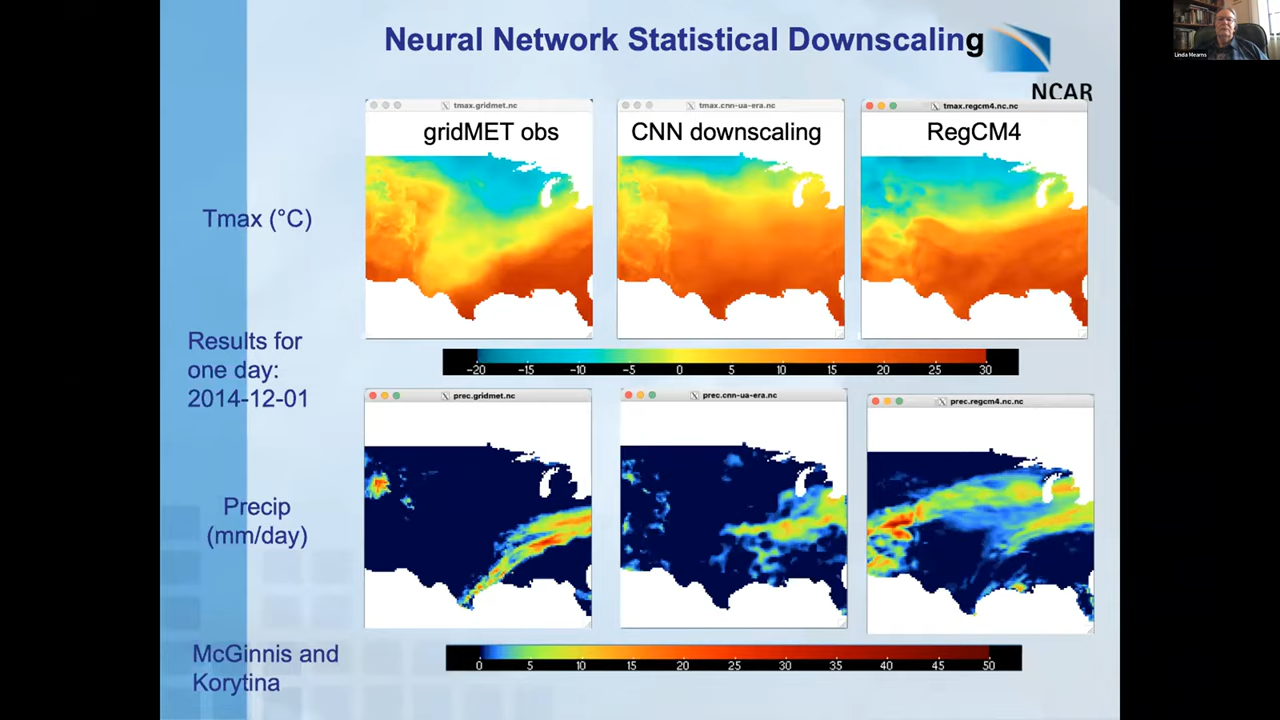 Neural Network Statistical Downscaling
NCAR
Linda Mearns
tmax.gridmet.nc
tmax.cnn-ua-era.nc
tmax.regcm4.nc.nc
gridMET obs
CNN downscaling
RegCM4
Tmax (°C)
-20 -15 -10 -5 0 5 10 15 20 25 30
Results for
one day:
2014-12-01
prec.gridmet.nc
prec.cnn-ua-era.nc
prec.regcm4.nc.nc
Precip
(mm/day)
0 5 10 15 20 25 30 35 40 45 50
McGinnis and
Korytina